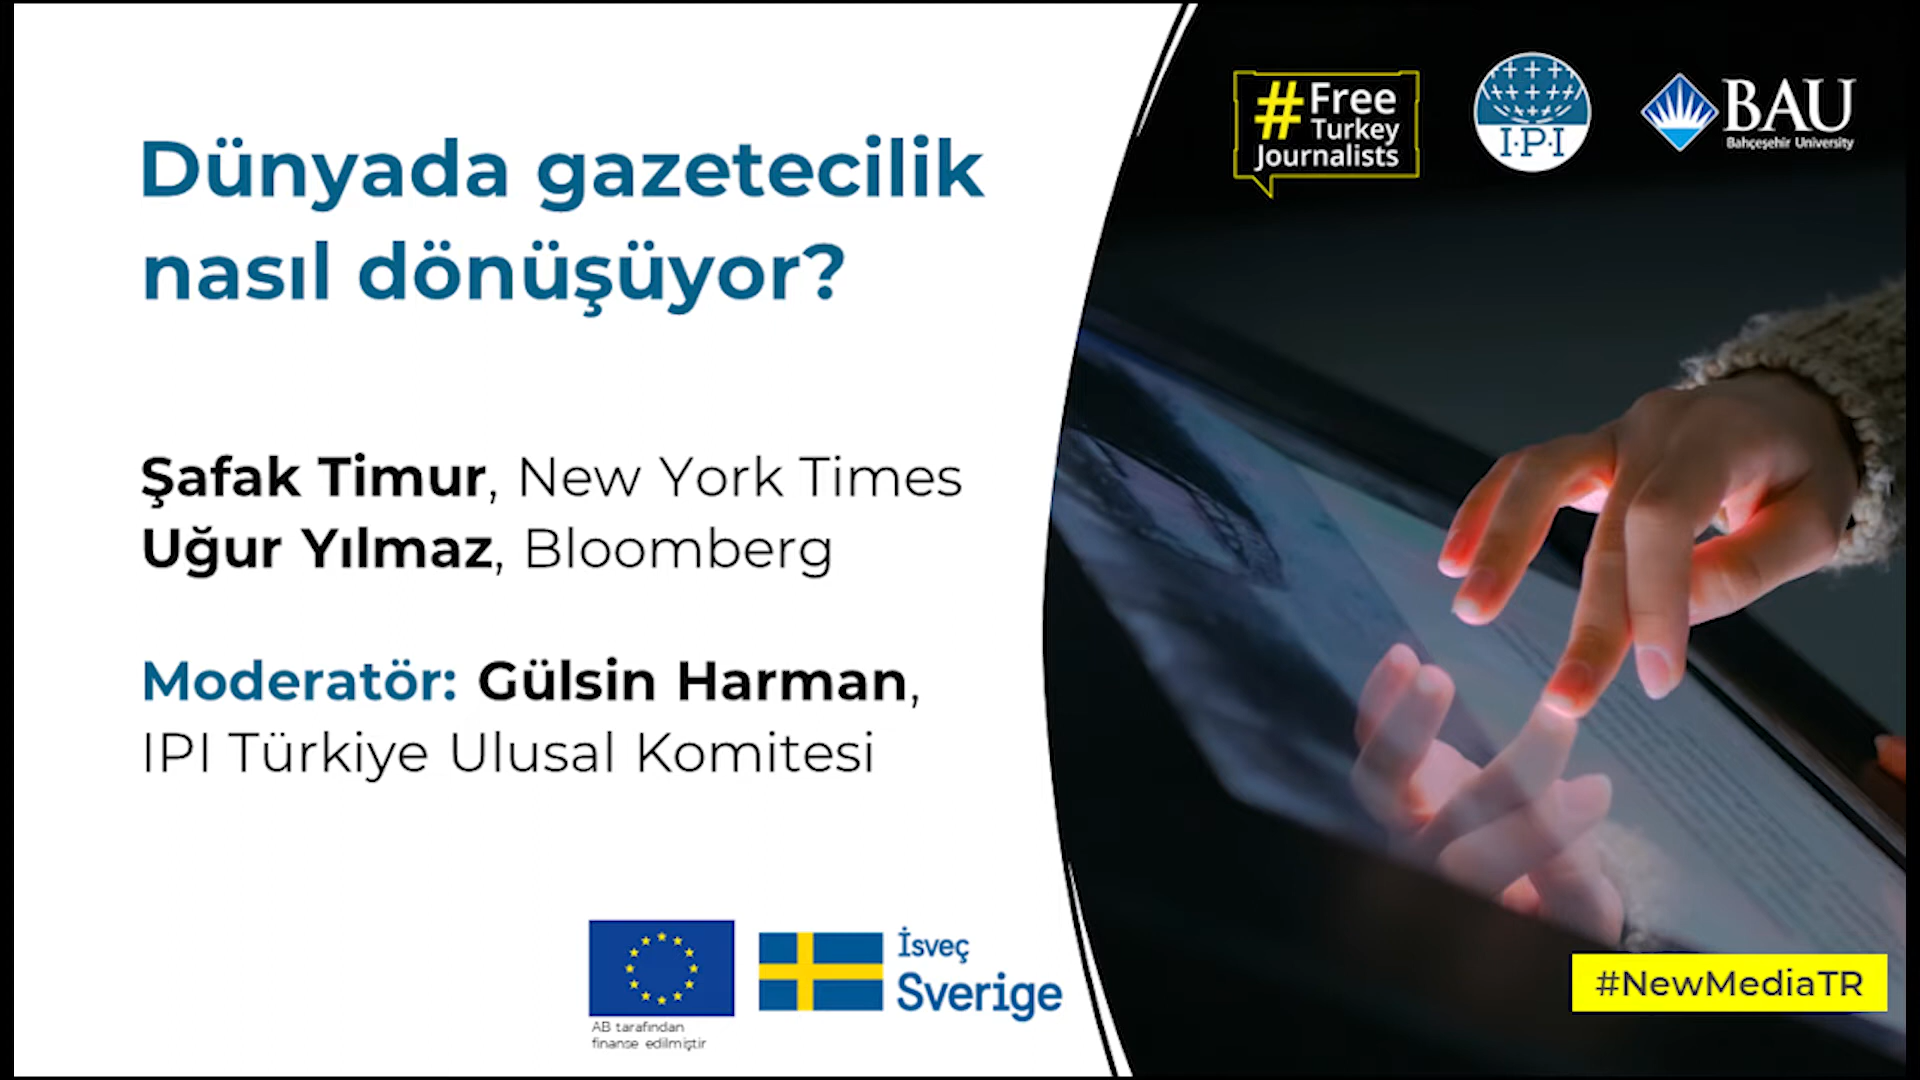 Dünyada gazetecilik
nasıl dönüşüyor?
Şafak Timur, New York Times
Uğur Yılmaz, Bloomberg
Moderatör: Gülsin Harman,
IPI Türkiye Ulusal Komitesi
AB tarafından
finanse edilmiştir
İsveç
Sverige
#Free
Turkey
Journalists
I·P·I
BAU
Bahçeşehir University
#NewMediaTR